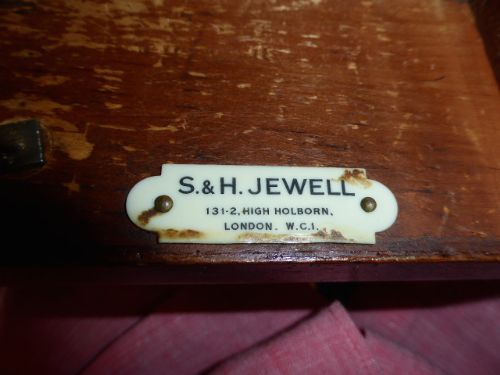 S. & H. JEWELL
131-2, HIGH HOLBORN,
LONDON. W.C.1.